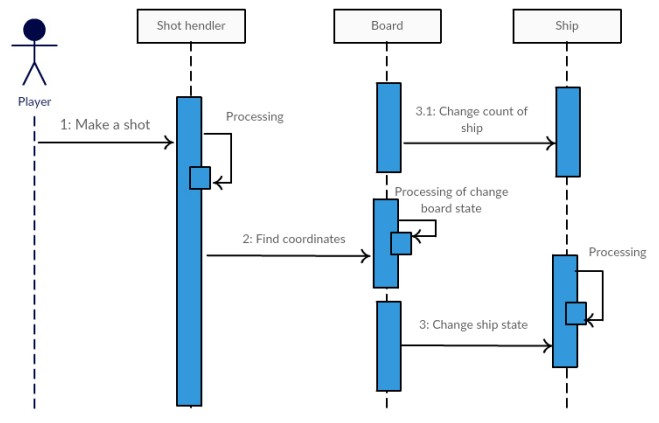 Shot hendler
Board
Ship
Player
1: Make a shot
Processing
3.1: Change count of
ship
Processing of change
board state
2: Find coordinates
Processing
3: Change ship state